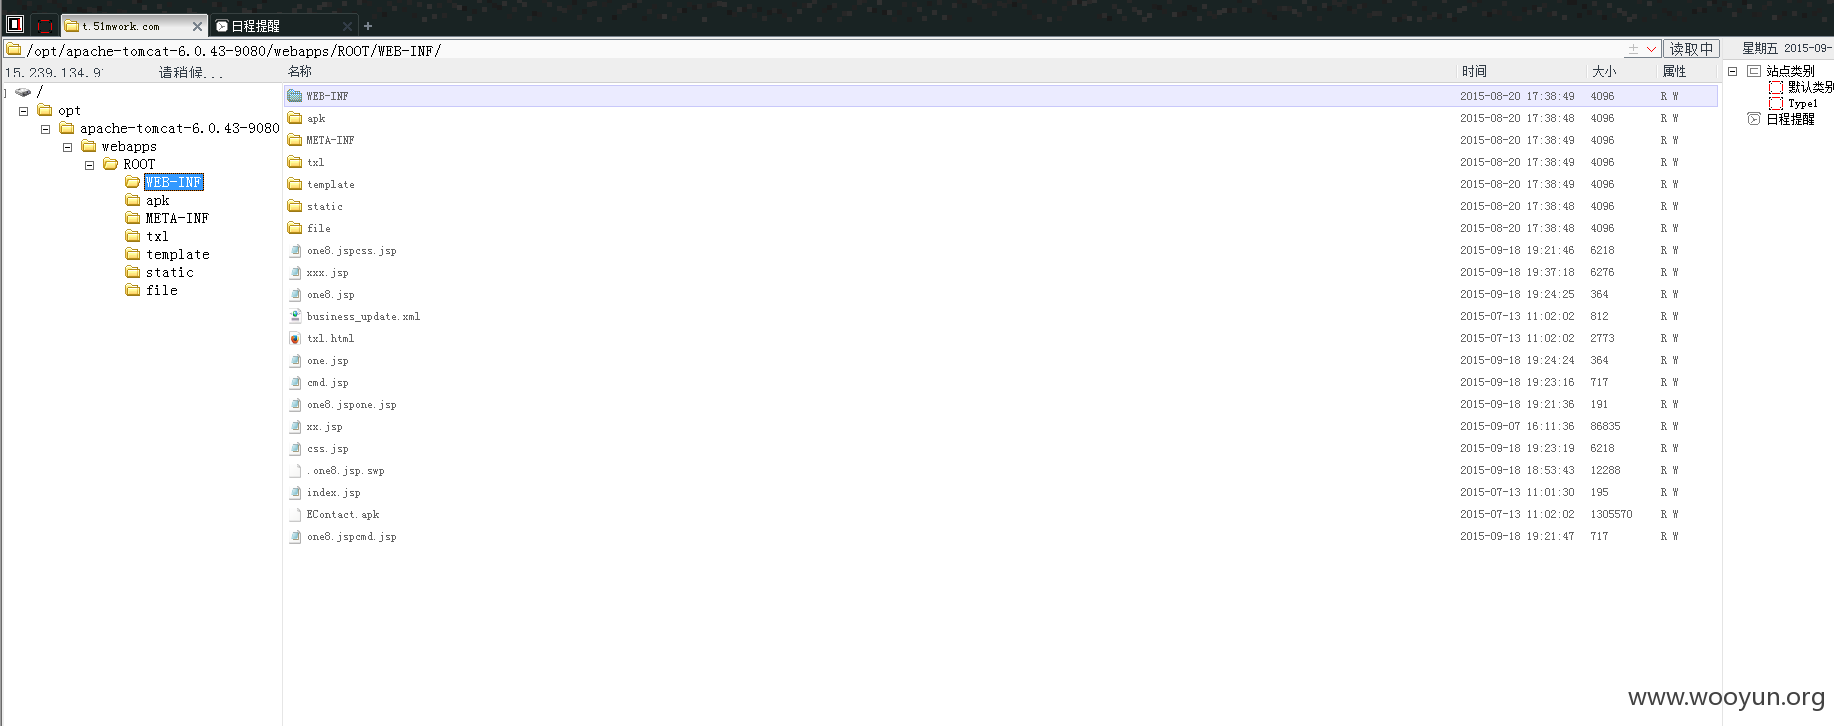 t.51mwork.com
日程提醒
/opt/apache-tomcat-6.0.43-9080/webapps/ROOT/WEB-INF/
读取中
星期五 2015-09-
请稍候...
名称 时间 大小 属性
/
opt
apache-tomcat-6.0.43-9080
webapps
ROOT
WEB-INF
apk
META-INF
txl
template
static
file
WEB-INF 2015-08-20 17:38:49 4096 R W
apk 2015-08-20 17:38:48 4096 R W
META-INF 2015-08-20 17:38:49 4096 R W
txl 2015-08-20 17:38:49 4096 R W
template 2015-08-20 17:38:49 4096 R W
static 2015-08-20 17:38:48 4096 R W
file 2015-08-20 17:38:48 4096 R W
one8.jspcss.jsp 2015-09-18 19:21:46 6218 R W
xxx.jsp 2015-09-18 19:37:18 6276 R W
one8.jsp 2015-09-18 19:24:25 364 R W
business_update.xml 2015-07-13 11:02:02 812 R W
txl.html 2015-07-13 11:02:02 2773 R W
one.jsp 2015-09-18 19:24:24 364 R W
cmd.jsp 2015-09-18 19:23:16 717 R W
one8.jspone.jsp 2015-09-18 19:21:36 191 R W
xx.jsp 2015-09-07 16:11:36 86835 R W
css.jsp 2015-09-18 19:23:19 6218 R W
.one8.jsp.swp 2015-09-18 18:53:43 12288 R W
index.jsp 2015-07-13 11:01:30 195 R W
EContact.apk 2015-07-13 11:02:02 1305570 R W
one8.jspcmd.jsp 2015-09-18 19:21:47 717 R W
站点类别
默认类别
Type1
日程提醒
www.wooyun.org